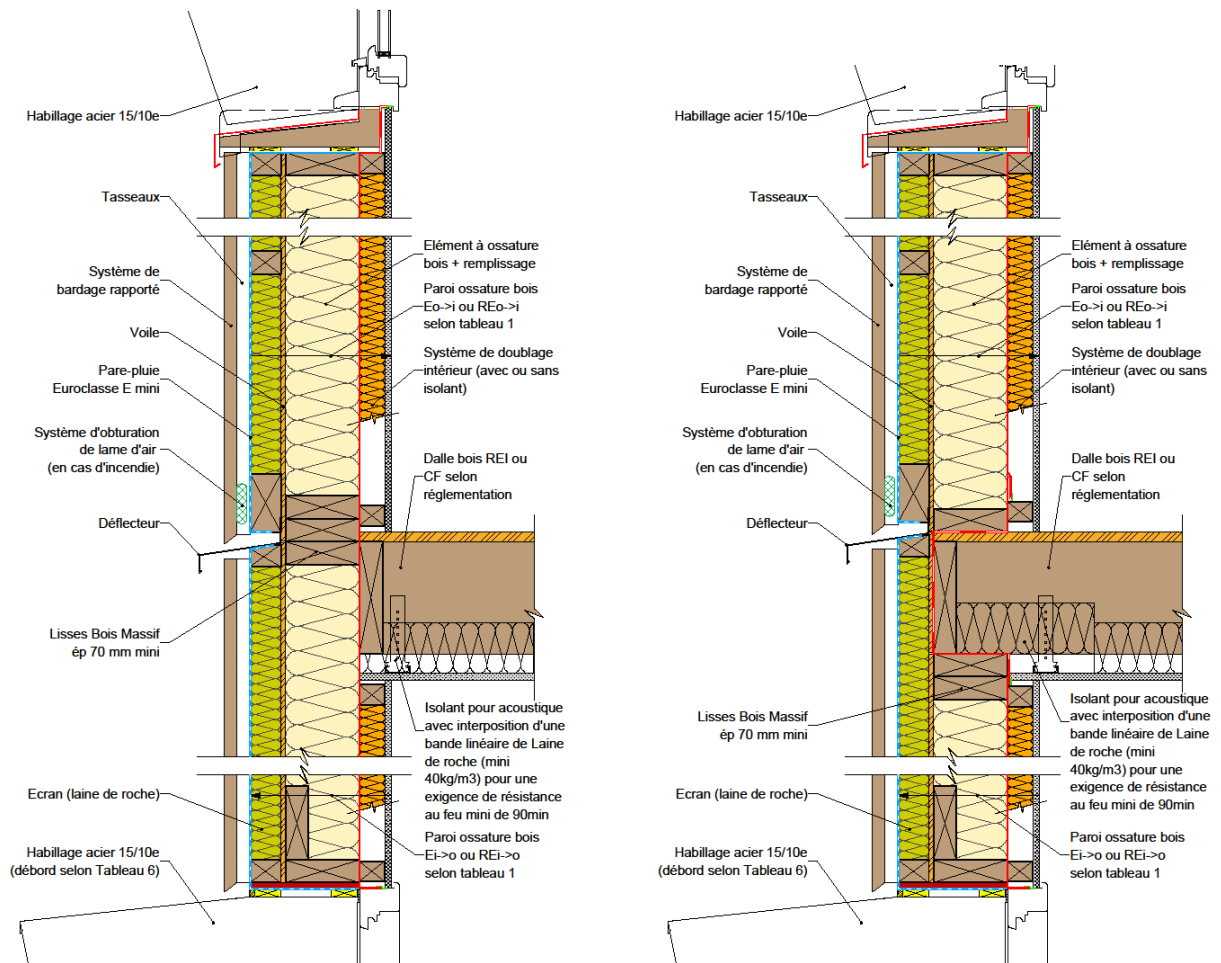 Habillage acier 15/10e
Tasseaux
Système de
bardage rapporté
Voile
Pare-pluie
Euroclasse E mini
Système d'obturation
de lame d'air
(en cas d'incendie)
Déflecteur
Lisses Bois Massif
ép 70 mm mini
Ecran (laine de roche)
Habillage acier 15/10e
(débord selon Tableau 6)
Elément à ossature
bois + remplissage
Paroi ossature bois
Eo->i ou REo->i
selon tableau 1
Système de doublage
intérieur (avec ou sans
isolant)
Dalle bois REI ou
CF selon
réglementation
Isolant pour acoustique
avec interposition d'une
bande linéaire de Laine
de roche (mini
40kg/m3) pour une
exigence de résistance
au feu mini de 90min
Paroi ossature bois
Ei->o ou REi->o
selon tableau 1
Habillage acier 15/10e
Tasseaux
Système de
bardage rapporté
Voile
Pare-pluie
Euroclasse E mini
Système d'obturation
de lame d'air
(en cas d'incendie)
Déflecteur
Lisses Bois Massif
ép 70 mm mini
Ecran (laine de roche)
Habillage acier 15/10e
(débord selon Tableau 6)
Elément à ossature
bois + remplissage
Paroi ossature bois
Eo->i ou REo->i
selon tableau 1
Système de doublage
intérieur (avec ou sans
isolant)
Dalle bois REI ou
CF selon
réglementation
Isolant pour acoustique
avec interposition d'une
bande linéaire de Laine
de roche (mini
40kg/m3) pour une
exigence de résistance
au feu mini de 90min
Paroi ossature bois
Ei->o ou REi->o
selon tableau 1